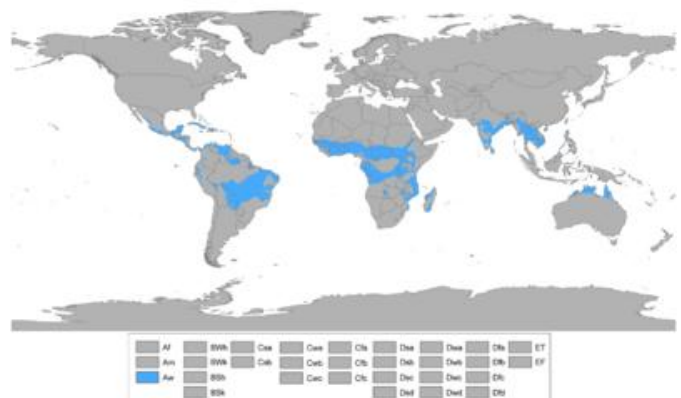 Af BWh Csa Cwa Cfa Dsa Dwa Dfa ET
Am BWk Csb Cwb Cfb Dsb Dwb Dfb EF
Aw BSh Cwc Cfc Dsc Dwc Dfc
BSk Dsd Dwd Dfd